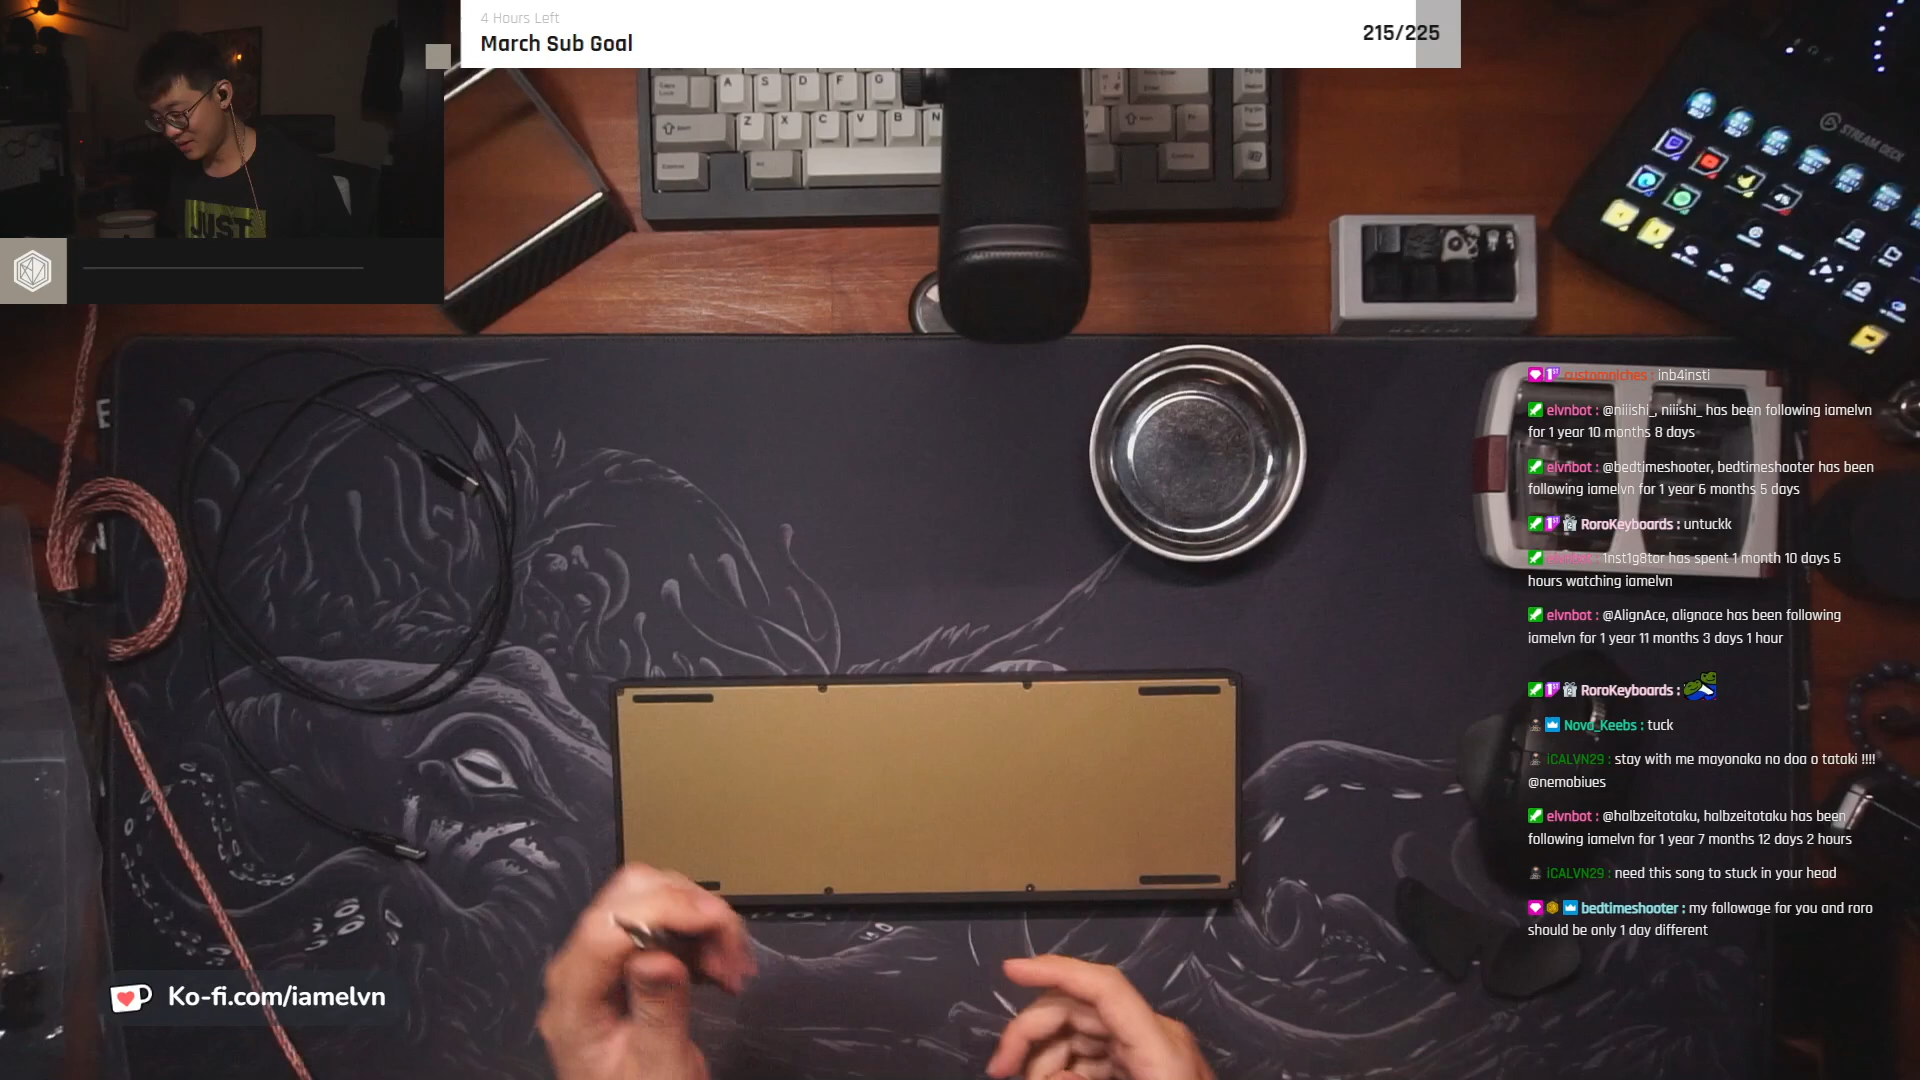 4 Hours Left
March Sub Goal
215/225
A S D F G
Z X C V B N
JUST
STREAM DECK
customniches : inb4insti
elvnbot : @niiishi_, niiishi_ has been following iamelvn
for 1 year 10 months 8 days
elvnbot : @bedtimeshooter, bedtimeshooter has been
following iamelvn for 1 year 6 months 5 days
RoroKeyboards : untuckk
elvnbot : 1nst1g8tor has spent 1 month 10 days 5
hours watching iamelvn
elvnbot : @AlignAce, alignace has been following
iamelvn for 1 year 11 months 3 days 1 hour
RoroKeyboards :
Nova_Keebs : tuck
iCALVN29 : stay with me mayonaka no doa o tataki !!!!
@nemobiues
elvnbot : @halbzeitotaku, halbzeitotaku has been
following iamelvn for 1 year 7 months 12 days 2 hours
iCALVN29 : need this song to stuck in your head
bedtimeshooter : my followage for you and roro
should be only 1 day different
Ko-fi.com/iamelvn